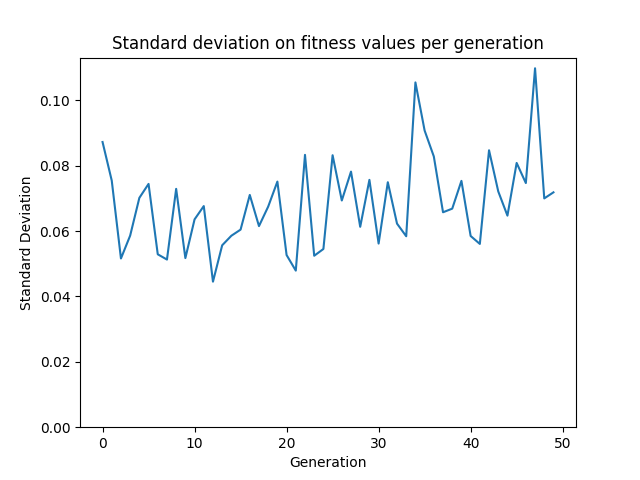 Standard deviation on fitness values per generation
0.10
0.08
0.06
0.04
0.02
0.00
Standard Deviation
0 10 20 30 40 50
Generation